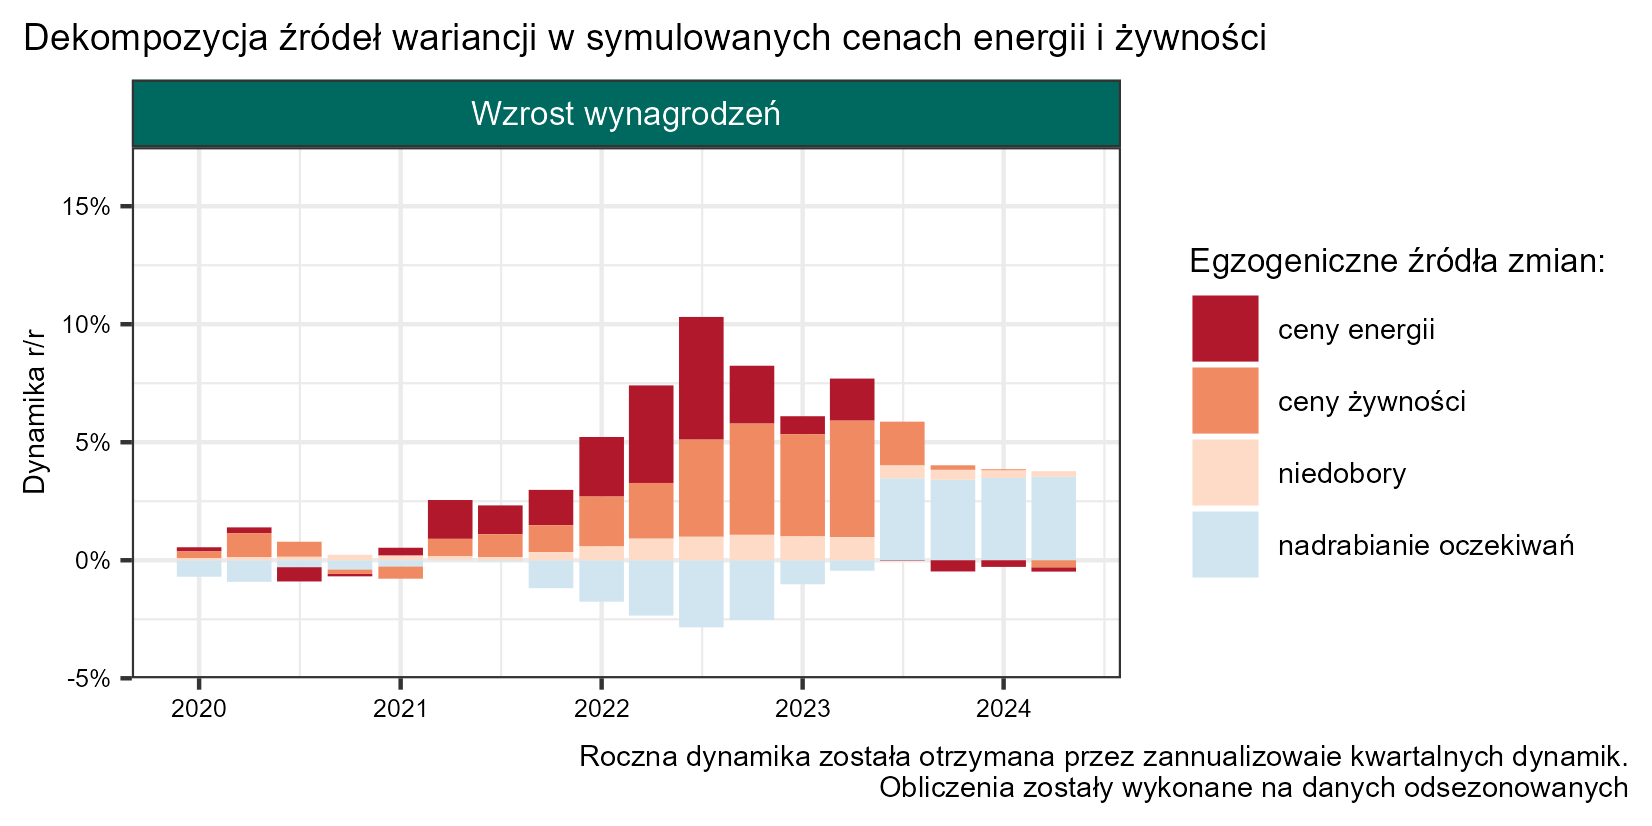 Dekompozycja źródeł wariancji w symulowanych cenach energii i żywności
Wzrost wynagrodzeń
Dynamika r/r
15%
10%
5%
0%
-5%
2020
2021
2022
2023
2024
Egzogeniczne źródła zmian:
ceny energii
ceny żywności
niedobory
nadrabianie oczekiwań
Roczna dynamika została otrzymana przez zannualizowaie kwartalnych dynamik.
Obliczenia zostały wykonane na danych odsezonowanych